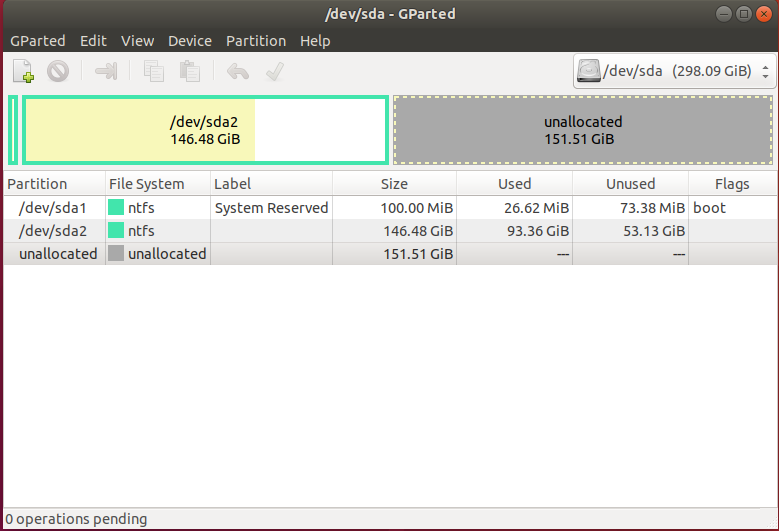 /dev/sda - GParted
GParted Edit View Device Partition Help
/dev/sda (298.09 GiB)
/dev/sda2
146.48 GiB
unallocated
151.51 GiB
Partition File System Label Size Used Unused Flags
/dev/sda1 ntfs System Reserved 100.00 MiB 26.62 MiB 73.38 MiB boot
/dev/sda2 ntfs 146.48 GiB 93.36 GiB 53.13 GiB
unallocated unallocated 151.51 GiB --- ---
0 operations pending